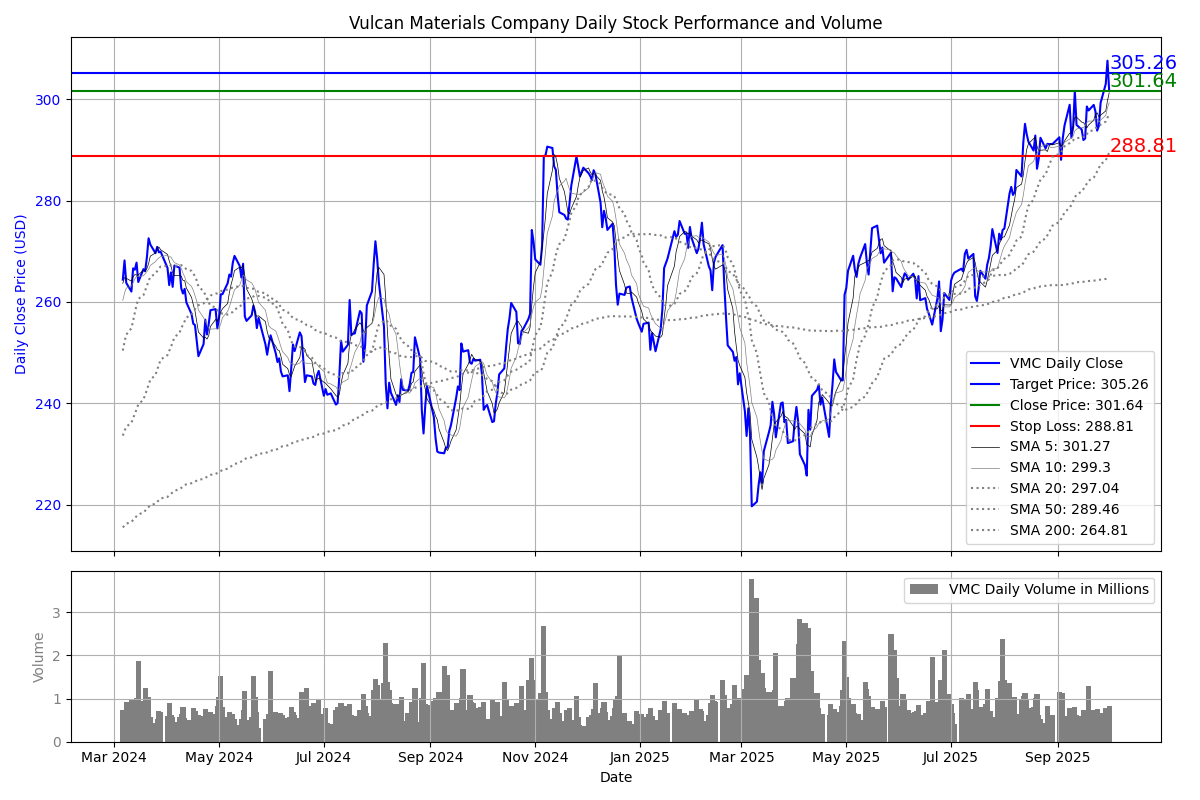 Vulcan Materials Company Daily Stock Performance and Volume
Daily Close Price (USD)
300
280
260
240
220
305.26
301.64
288.81
VMC Daily Close
Target Price: 305.26
Close Price: 301.64
Stop Loss: 288.81
SMA 5: 301.27
SMA 10: 299.3
SMA 20: 297.04
SMA 50: 289.46
SMA 200: 264.81
Volume
3
2
1
0
VMC Daily Volume in Millions
Mar 2024 May 2024 Jul 2024 Sep 2024 Nov 2024 Jan 2025 Mar 2025 May 2025 Jul 2025 Sep 2025
Date